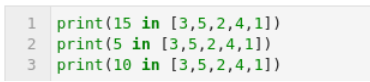 1 print(15 in [3,5,2,4,1])
2 print(5 in [3,5,2,4,1])
3 print(10 in [3,5,2,4,1])